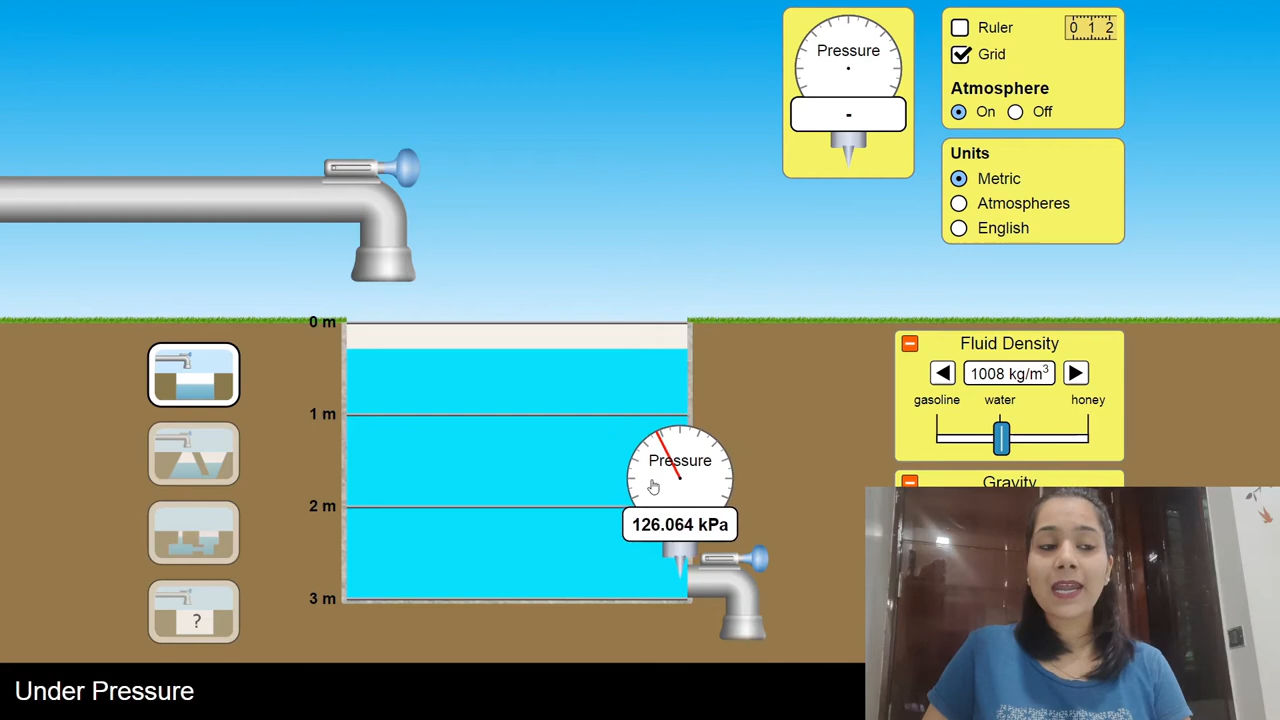 Pressure
-
Ruler
0 1 2
Grid
Atmosphere
On Off
Units
Metric
Atmospheres
English
0 m
1 m
2 m
3 m
?
Pressure
126.064 kPa
Fluid Density
1008 kg/m³
gasoline water honey
Gravity
Under Pressure